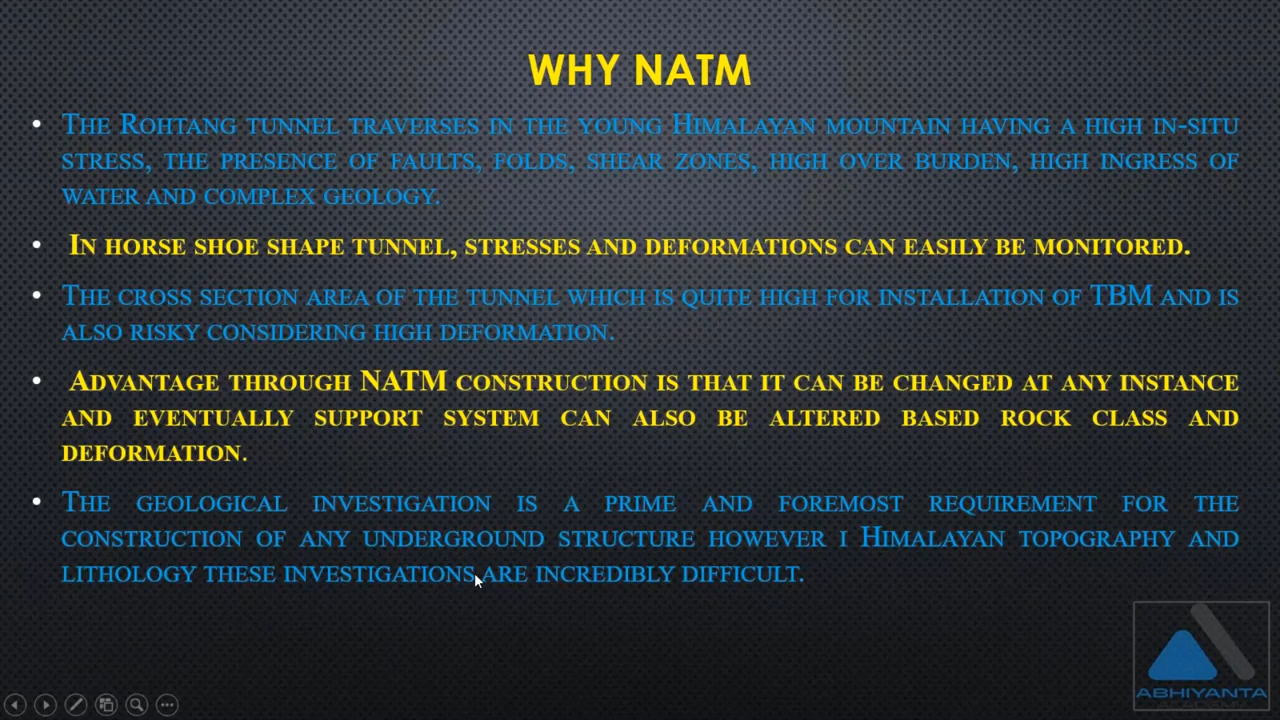 WHY NATM
• THE ROHTANG TUNNEL TRAVERSES IN THE YOUNG HIMALAYAN MOUNTAIN HAVING A HIGH IN-SITU
STRESS, THE PRESENCE OF FAULTS, FOLDS, SHEAR ZONES, HIGH OVER BURDEN, HIGH INGRESS OF
WATER AND COMPLEX GEOLOGY.
• IN HORSE SHOE SHAPE TUNNEL, STRESSES AND DEFORMATIONS CAN EASILY BE MONITORED.
• THE CROSS SECTION AREA OF THE TUNNEL WHICH IS QUITE HIGH FOR INSTALLATION OF TBM AND IS
ALSO RISKY CONSIDERING HIGH DEFORMATION.
• ADVANTAGE THROUGH NATM CONSTRUCTION IS THAT IT CAN BE CHANGED AT ANY INSTANCE
AND EVENTUALLY SUPPORT SYSTEM CAN ALSO BE ALTERED BASED ROCK CLASS AND
DEFORMATION.
• THE GEOLOGICAL INVESTIGATION IS A PRIME AND FOREMOST REQUIREMENT FOR THE
CONSTRUCTION OF ANY UNDERGROUND STRUCTURE HOWEVER I HIMALAYAN TOPOGRAPHY AND
LITHOLOGY THESE INVESTIGATIONS ARE INCREDIBLY DIFFICULT.
ABHIYANTA
ACADEMY